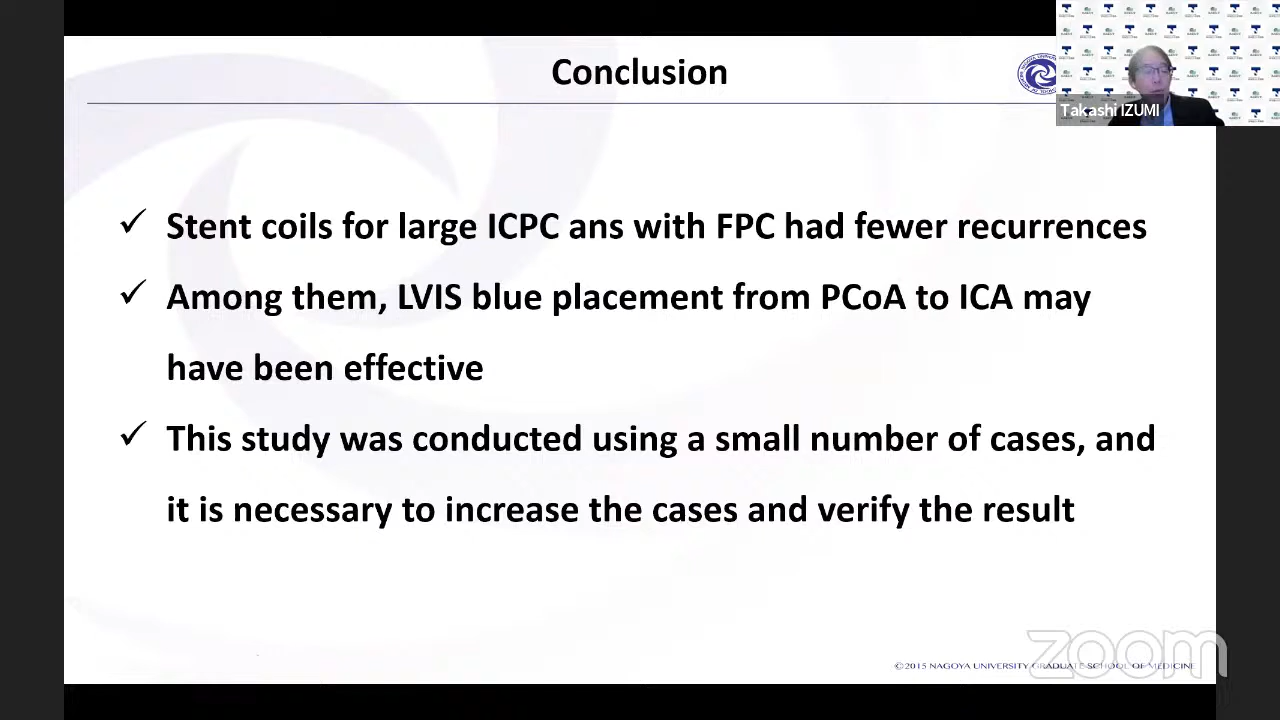 Conclusion
Takashi IZUMI
✓ Stent coils for large ICPC ans with FPC had fewer recurrences
✓ Among them, LVIS blue placement from PCoA to ICA may
have been effective
✓ This study was conducted using a small number of cases, and
it is necessary to increase the cases and verify the result
zoom
©2015 NAGOYA UNIVERSITY GRADUATE SCHOOL OF MEDICINE